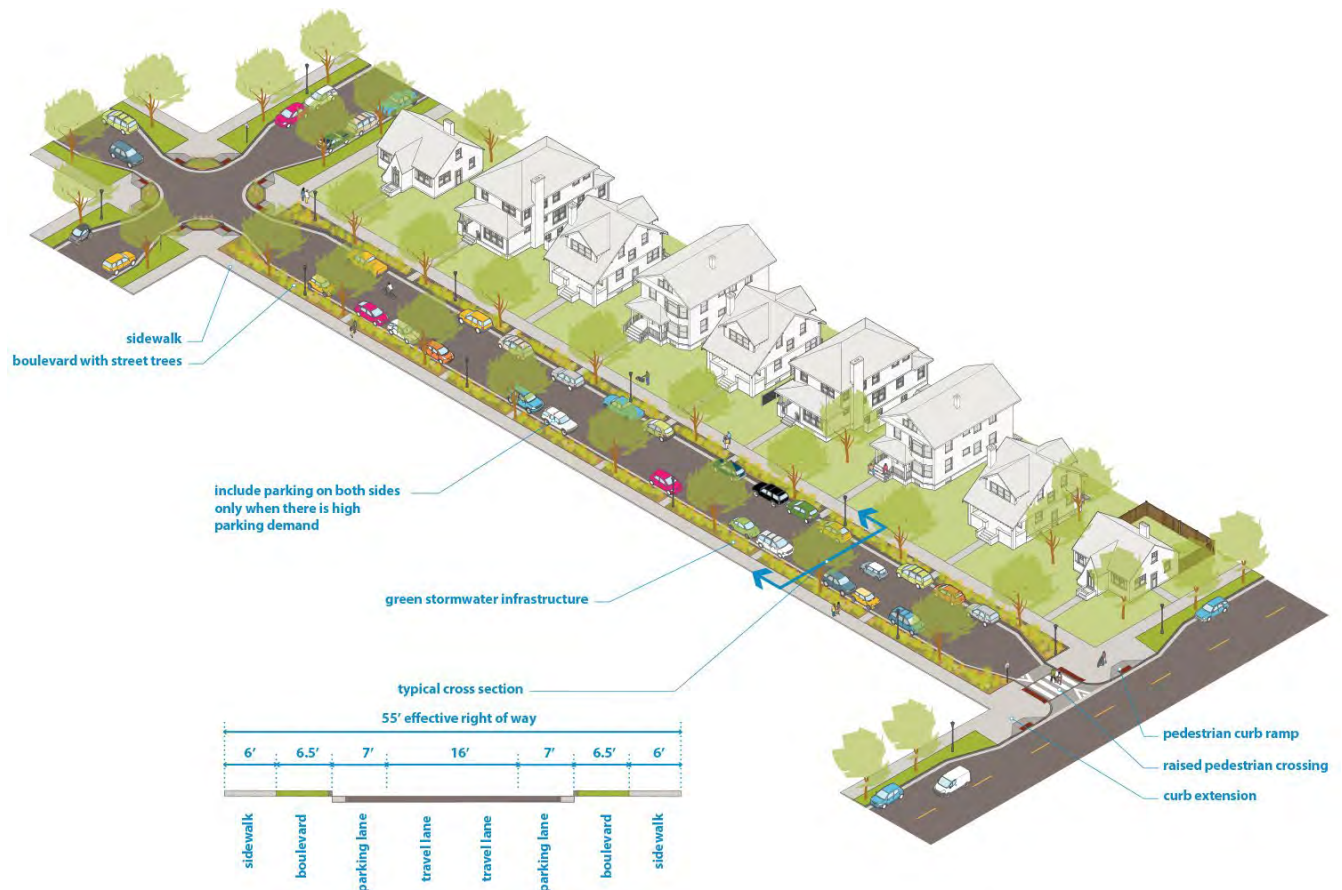 sidewalk
boulevard with street trees
include parking on both sides
only when there is high
parking demand
green stormwater infrastructure
typical cross section
55’ effective right of way
6’ 6.5’ 7’ 16’ 7’ 6.5’ 6’
sidewalk
boulevard
parking lane
travel lane
travel lane
parking lane
boulevard
sidewalk
pedestrian curb ramp
raised pedestrian crossing
curb extension